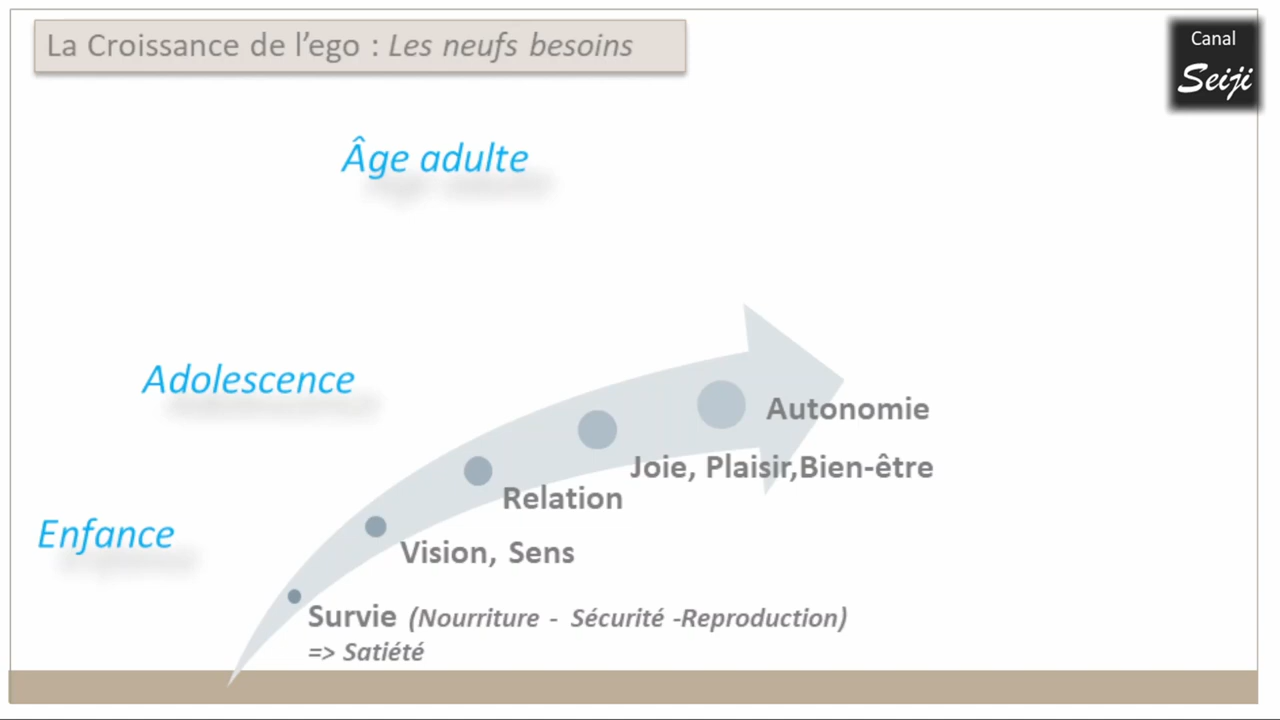 La Croissance de l’ego : Les neufs besoins
Canal
Seiji
Âge adulte
Adolescence
Autonomie
Joie, Plaisir,Bien-être
Relation
Enfance
Vision, Sens
Survie (Nourriture - Sécurité -Reproduction)
=> Satiété